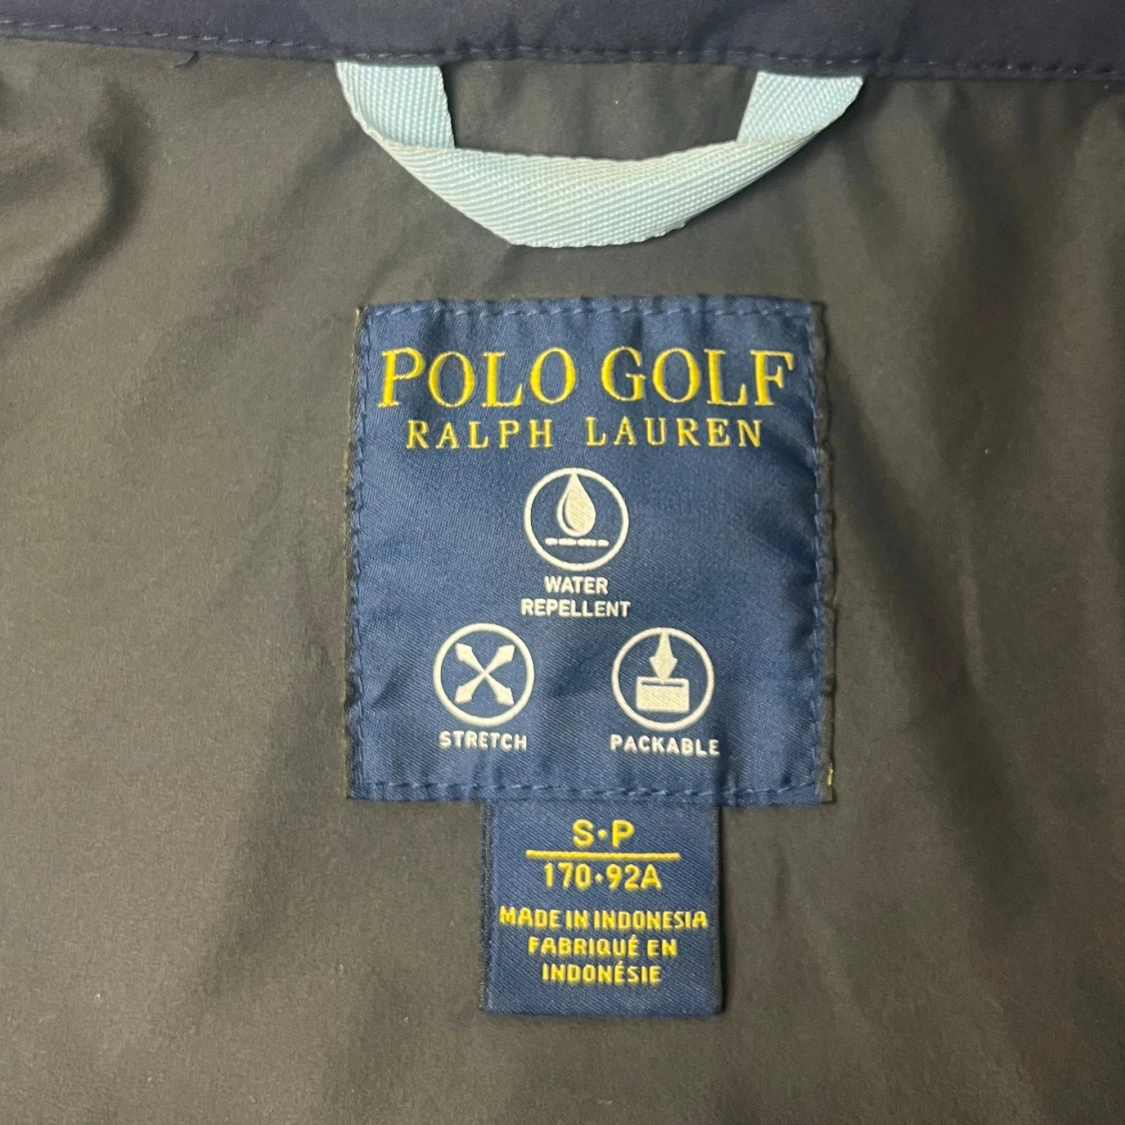 POLO GOLF
RALPH LAUREN
WATER
REPELLENT
STRETCH
PACKABLE
S•P
170•92A
MADE IN INDONESIA
FABRIQUÉ EN
INDONÉSIE